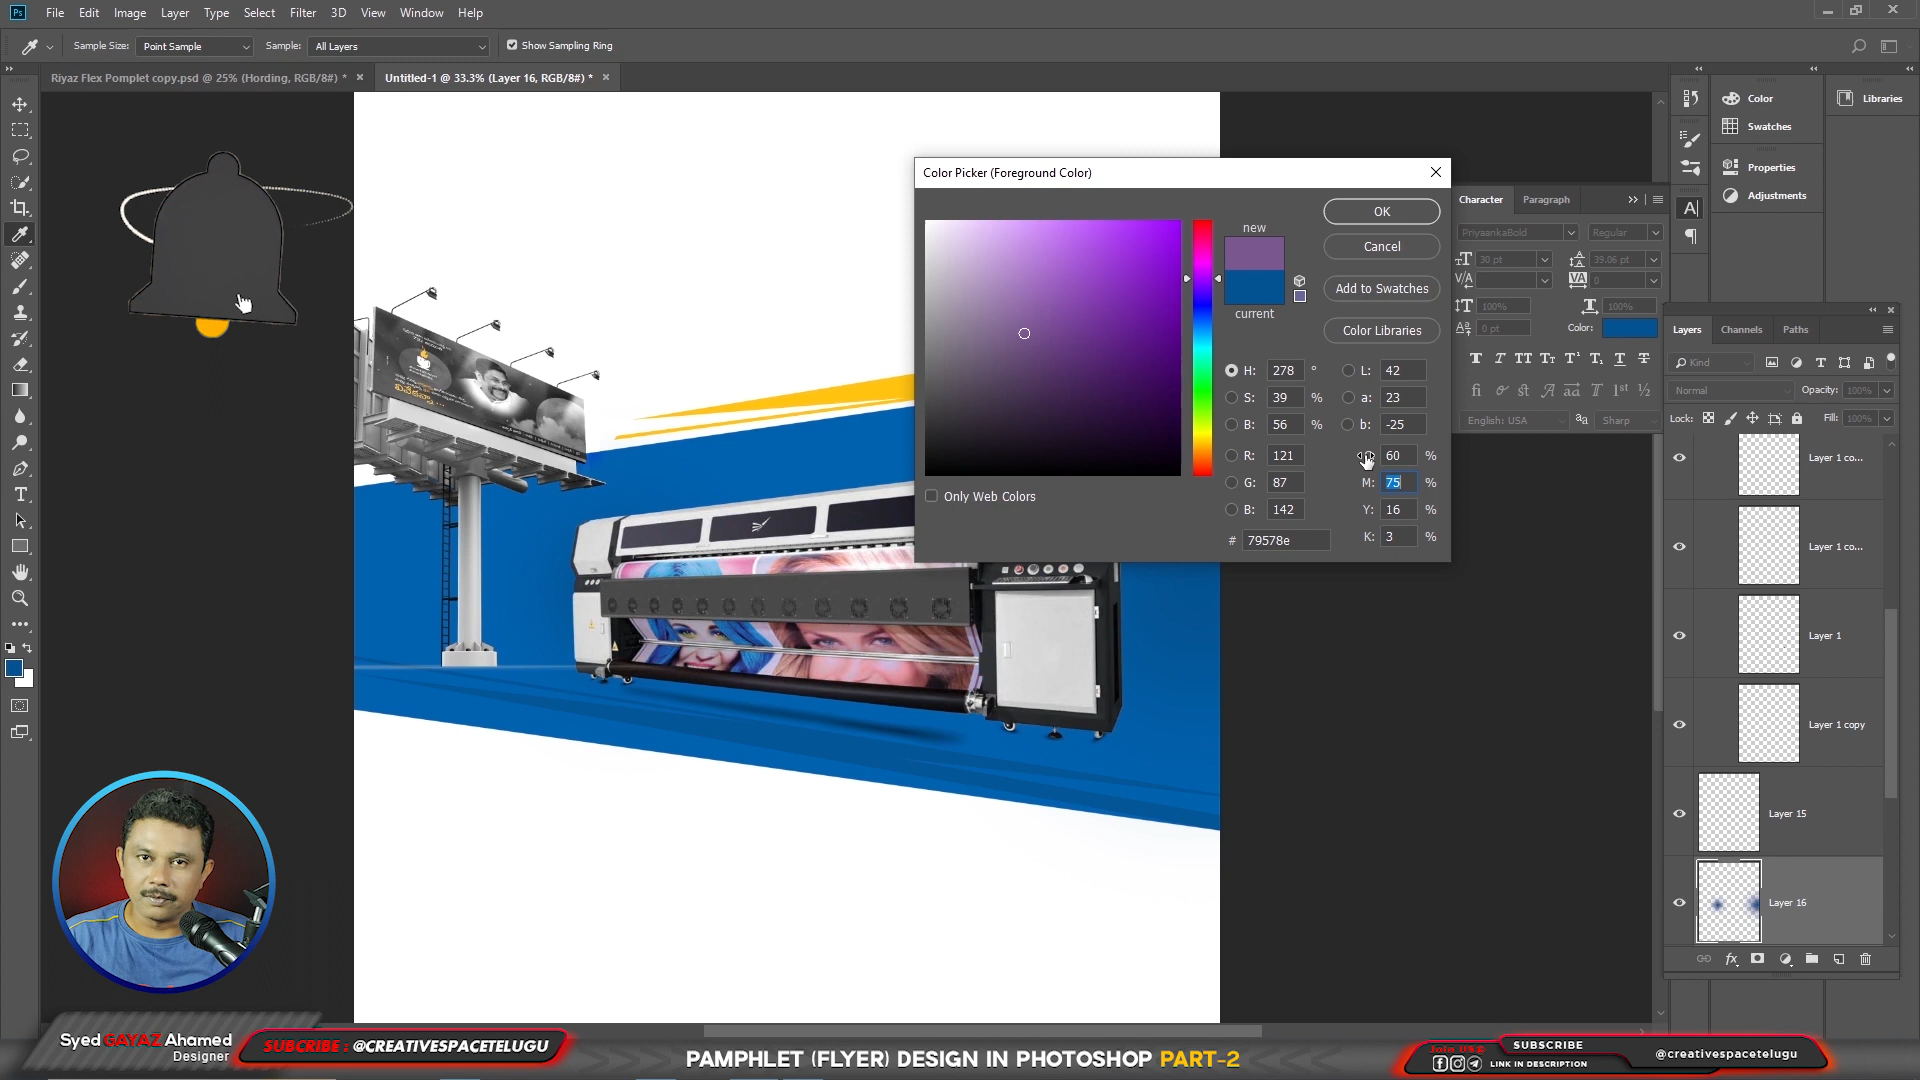 Ps File Edit Image Layer Type Select Filter 3D View Window Help
Sample Size: Point Sample Sample: All Layers Show Sampling Ring
Riyaz Flex Pomplet copy.psd @ 25% (Hording, RGB/8#) * × Untitled-1 @ 33.3% (Layer 16, RGB/8#) * ×
Color
Swatches
Properties
Adjustments
Libraries
Color Picker (Foreground Color)
new
current
OK
Cancel
Add to Swatches
Color Libraries
H: 278 ° L: 42
S: 39 % a: 23
B: 56 % b: -25
R: 121 60 %
G: 87 M: 75 %
B: 142 Y: 16 %
# 79578e K: 3 %
Only Web Colors
Character Paragraph
PriyaankaBold Regular
30 pt 39.06 pt
0
100% 100%
0 pt Color:
English: USA Sharp
Layers Channels Paths
Kind
Normal Opacity: 100%
Lock: Fill: 100%
Layer 1 co...
Layer 1 co...
Layer 1
Layer 1 copy
Layer 15
Layer 16
Syed GAYAZ Ahamed
Designer
SUBCRIBE : @CREATIVESPACETELUGU
PAMPHLET (FLYER) DESIGN IN PHOTOSHOP PART-2
Join US@
SUBSCRIBE
LINK IN DESCRIPTION
@creativespacetelugu